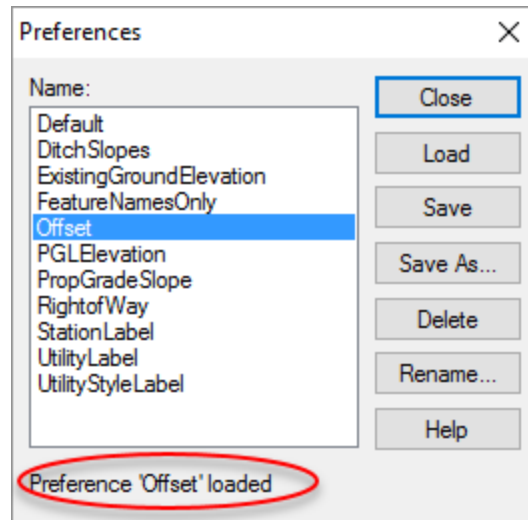 Preferences
Name:
Default
DitchSlopes
ExistingGroundElevation
FeatureNamesOnly
Offset
PGLElevation
PropGradeSlope
RightofWay
StationLabel
UtilityLabel
UtilityStyleLabel
Close
Load
Save
Save As...
Delete
Rename...
Help
Preference 'Offset' loaded